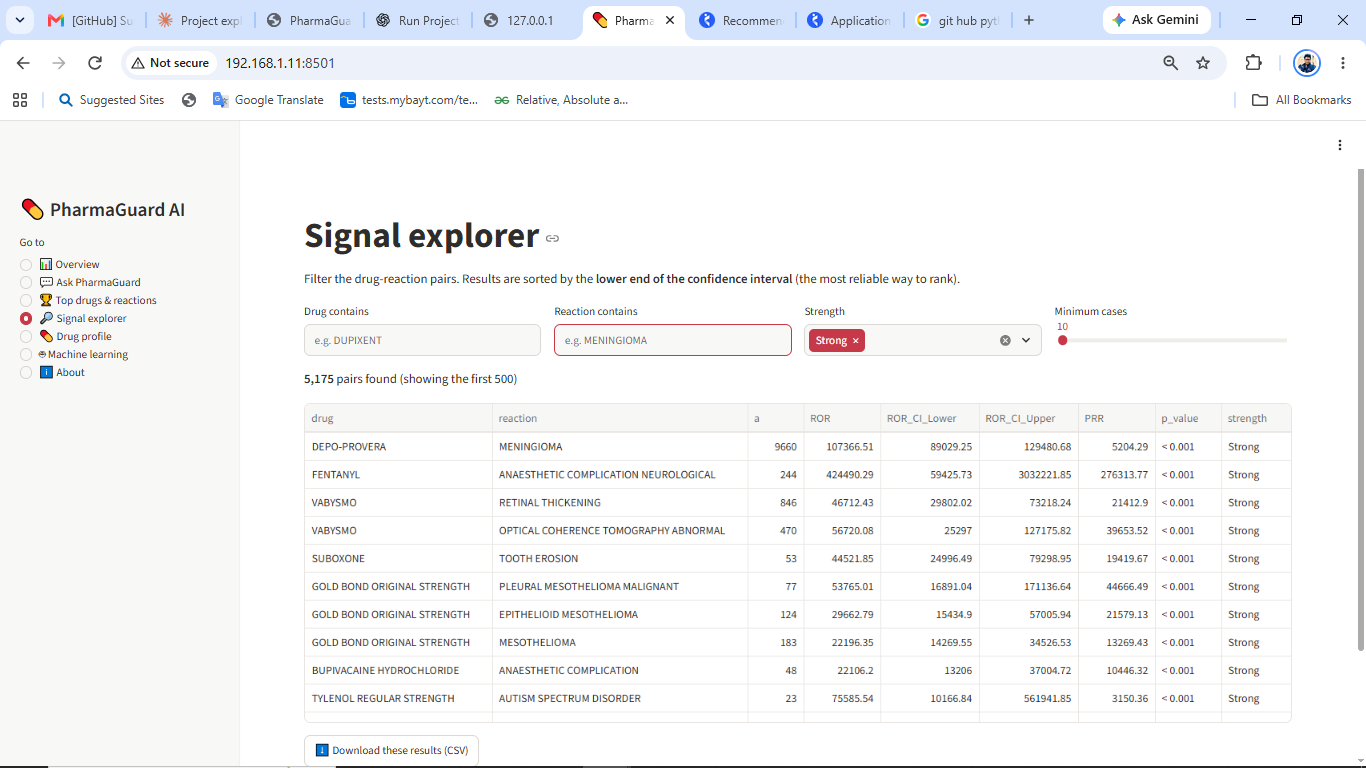 [GitHub] Su
Project expl
PharmaGua
Run Project
127.0.0.1
Pharma
Recommen
Application
git hub pyt
Ask Gemini
Not secure
192.168.1.11:8501
Suggested Sites
Google Translate
tests.mybayt.com/te...
Relative, Absolute a...
All Bookmarks
PharmaGuard AI
Go to
Overview
Ask PharmaGuard
Top drugs & reactions
Signal explorer
Drug profile
Machine learning
About
Signal explorer
Filter the drug-reaction pairs. Results are sorted by the lower end of the confidence interval (the most reliable way to rank).
Drug contains Reaction contains Strength Minimum cases
10
e.g. DUPIXENT e.g. MENINGIOMA Strong
5,175 pairs found (showing the first 500)
drug reaction a ROR ROR_CI_Lower ROR_CI_Upper PRR p_value strength
DEPO-PROVERA MENINGIOMA 9660 107366.51 89029.25 129480.68 5204.29 < 0.001 Strong
FENTANYL ANAESTHETIC COMPLICATION NEUROLOGICAL 244 424490.29 59425.73 3032221.85 276313.77 < 0.001 Strong
VABYSMO RETINAL THICKENING 846 46712.43 29802.02 73218.24 21412.9 < 0.001 Strong
VABYSMO OPTICAL COHERENCE TOMOGRAPHY ABNORMAL 470 56720.08 25297 127175.82 39653.52 < 0.001 Strong
SUBOXONE TOOTH EROSION 53 44521.85 24996.49 79298.95 19419.67 < 0.001 Strong
GOLD BOND ORIGINAL STRENGTH PLEURAL MESOTHELIOMA MALIGNANT 77 53765.01 16891.04 171136.64 44666.49 < 0.001 Strong
GOLD BOND ORIGINAL STRENGTH EPITHELIOID MESOTHELIOMA 124 29662.79 15434.9 57005.94 21579.13 < 0.001 Strong
GOLD BOND ORIGINAL STRENGTH MESOTHELIOMA 183 22196.35 14269.55 34526.53 13269.43 < 0.001 Strong
BUPIVACAINE HYDROCHLORIDE ANAESTHETIC COMPLICATION 48 22106.2 13206 37004.72 10446.32 < 0.001 Strong
TYLENOL REGULAR STRENGTH AUTISM SPECTRUM DISORDER 23 75585.54 10166.84 561941.85 3150.36 < 0.001 Strong
Download these results (CSV)